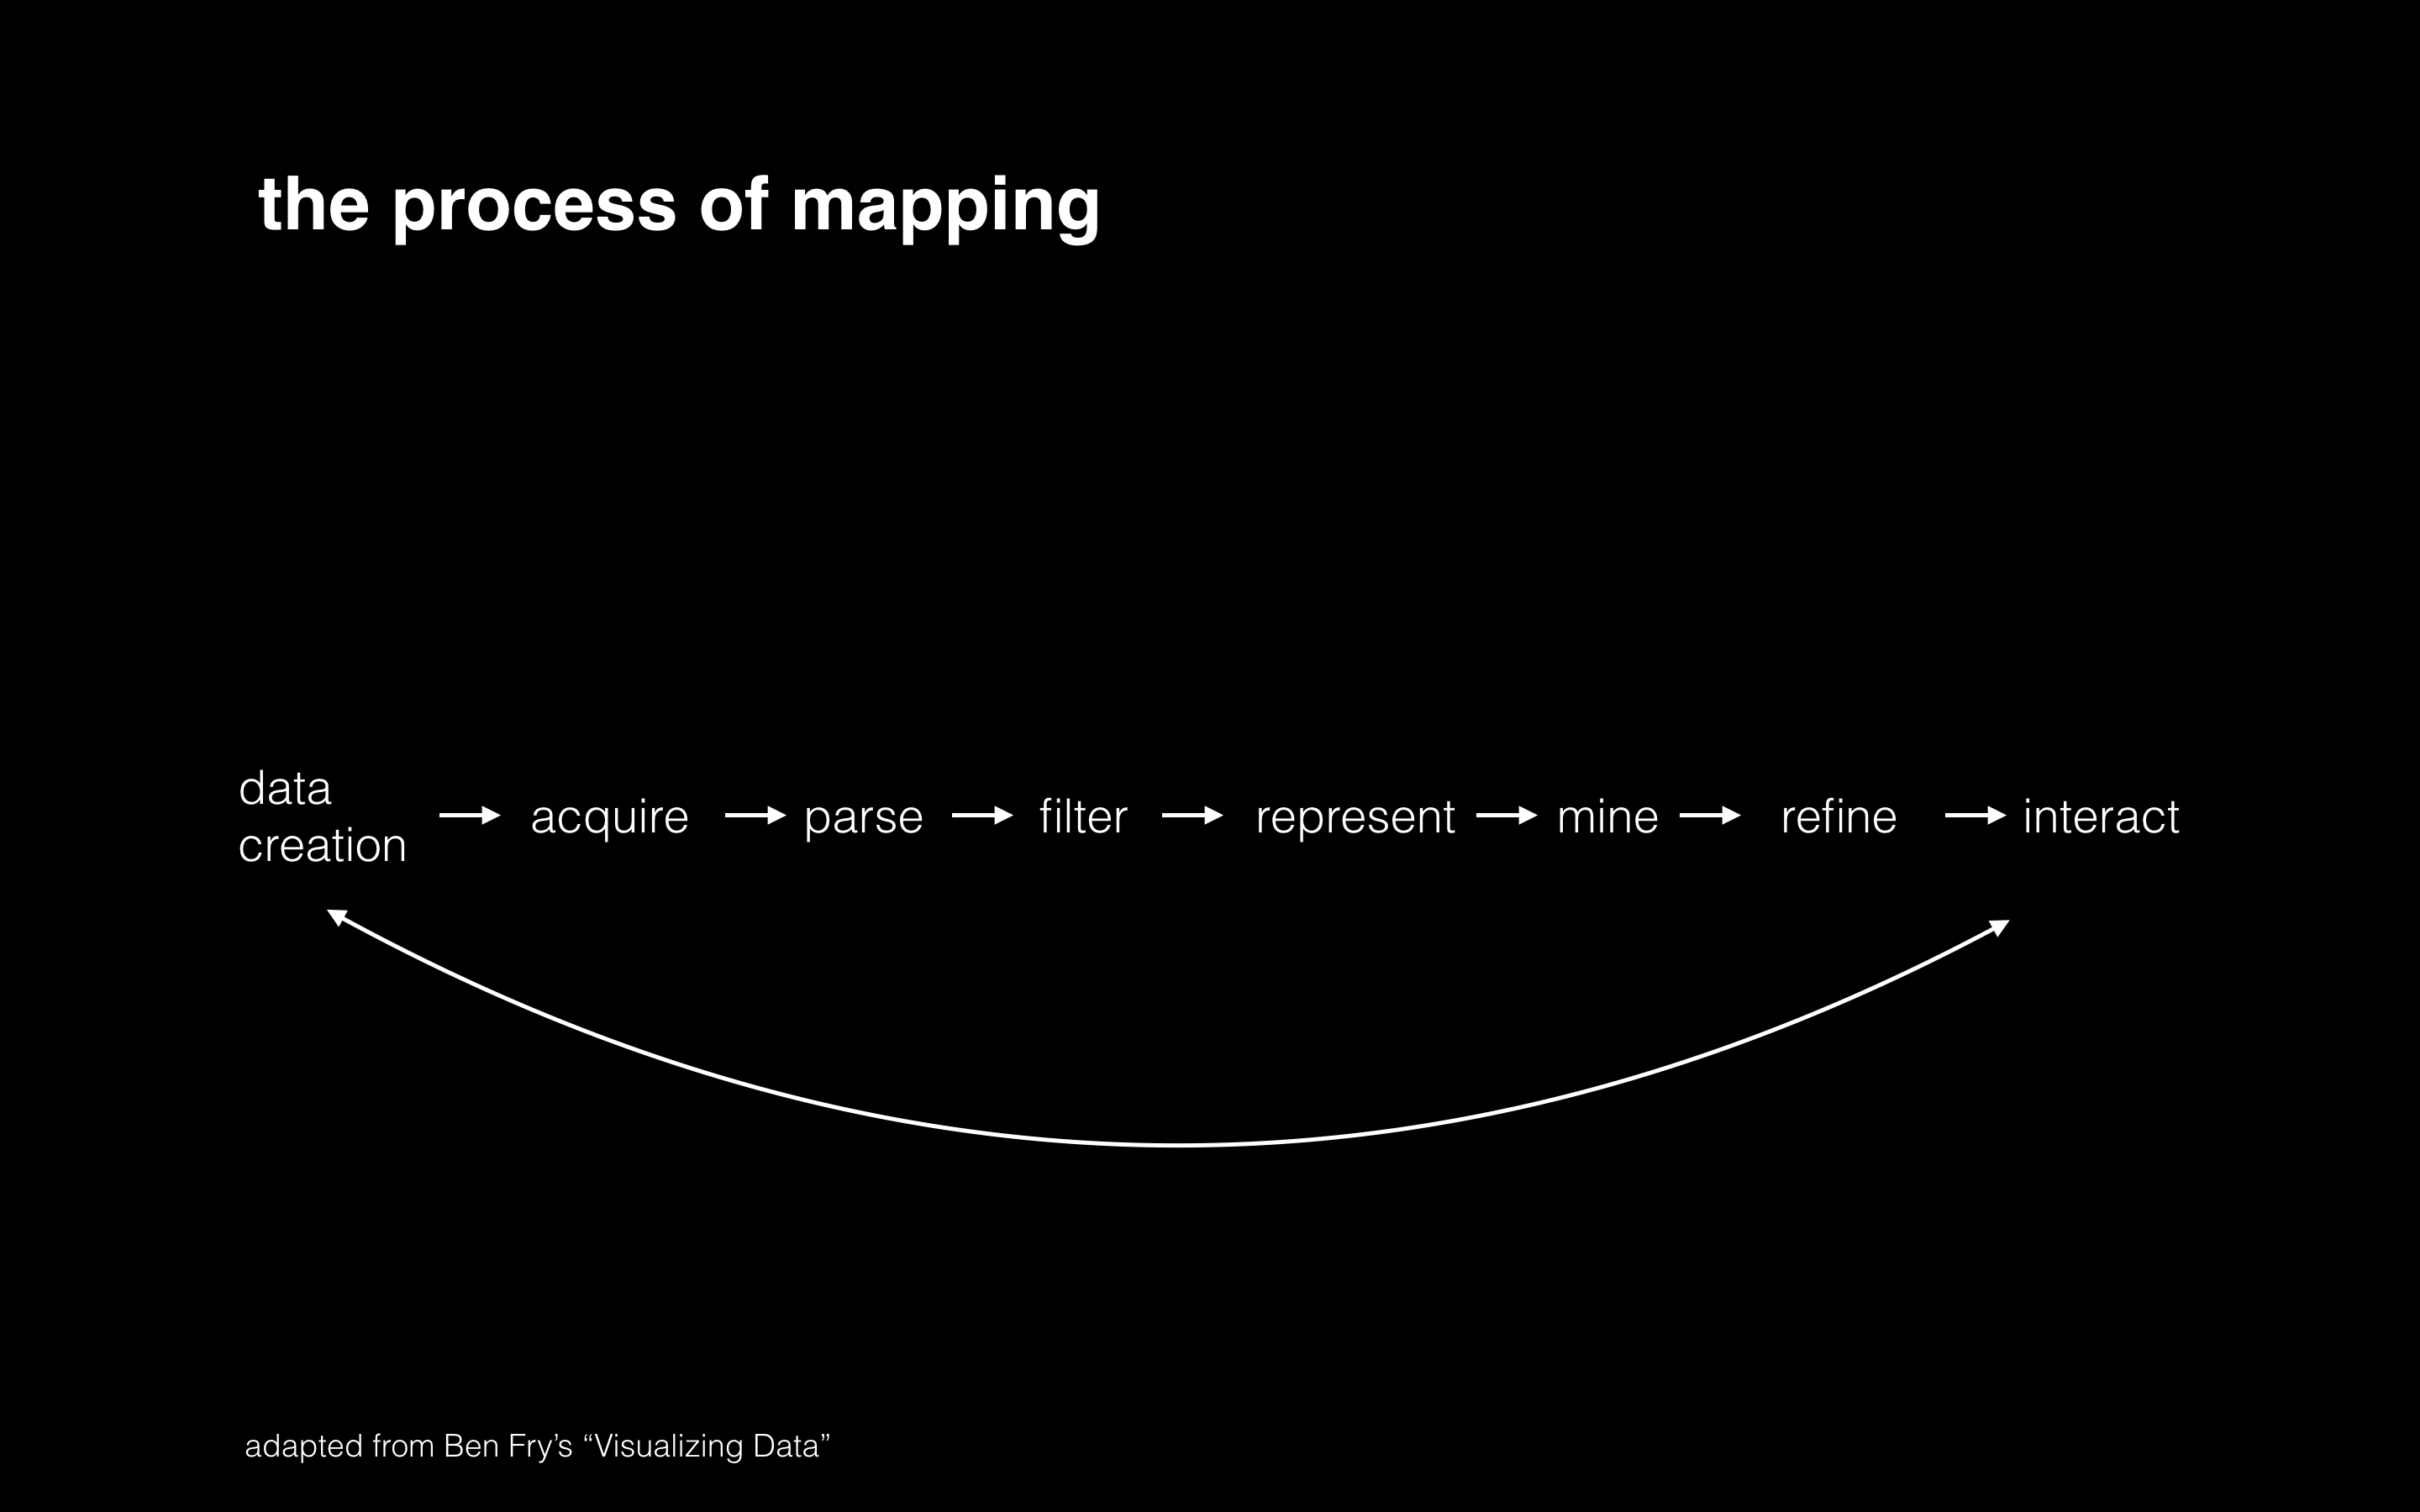 the process of mapping
data
creation
acquire
parse
filter
represent
mine
refine
interact
adapted from Ben Fry’s “Visualizing Data”